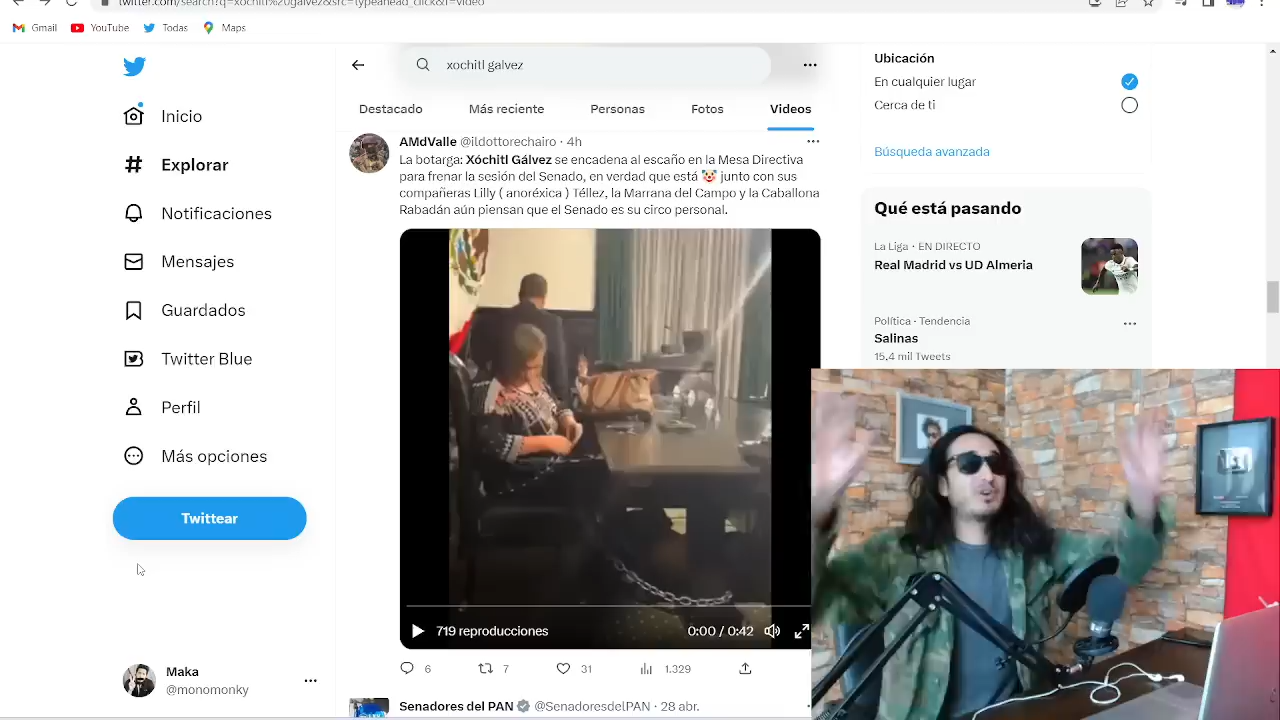 twitter.com/search?q=xochitl%20galvez&src=typeahead_click&f=video
Gmail
YouTube
Todas
Maps
Inicio
Explorar
Notificaciones
Mensajes
Guardados
Twitter Blue
Perfil
Más opciones
Twittear
Maka
@monomonky
xochitl galvez
Destacado
Más reciente
Personas
Fotos
Videos
AMdValle @ildottorechairo · 4h
La botarga: Xóchitl Gálvez se encadena al escaño en la Mesa Directiva
para frenar la sesión del Senado, en verdad que está 🤡 junto con sus
compañeras Lilly ( anoréxica ) Téllez, la Marrana del Campo y la Caballona
Rabadán aún piensan que el Senado es su circo personal.
719 reproducciones
0:00 / 0:42
6
7
31
1.329
Senadores del PAN @SenadoresdelPAN · 28 abr.
Ubicación
En cualquier lugar
Cerca de ti
Búsqueda avanzada
Qué está pasando
La Liga · EN DIRECTO
Real Madrid vs UD Almeria
Política · Tendencia
Salinas
15,4 mil Tweets